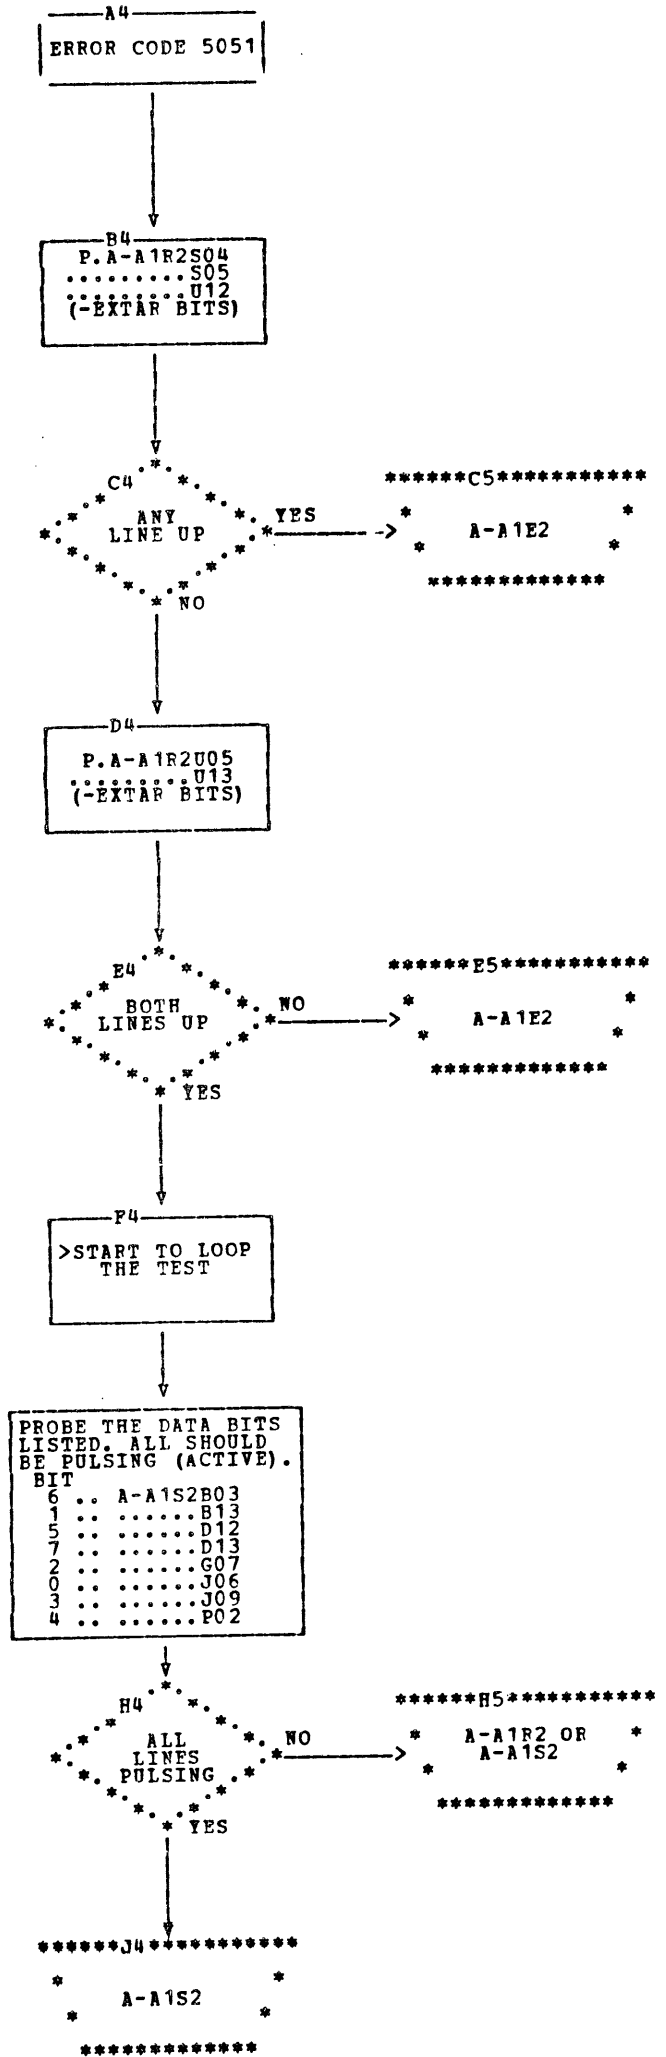 A4
ERROR CODE 5051
B4
P.A-A1R2S04
.........S05
.........U12
(-EXTAR BITS)
C4
ANY
LINE UP
YES
NO
******C5***********
A-A1E2
D4
P.A-A1R2U05
.........U13
(-EXTAR BITS)
E4
BOTH
LINES UP
NO
YES
******E5***********
A-A1E2
F4
>START TO LOOP
THE TEST
PROBE THE DATA BITS
LISTED. ALL SHOULD
BE PULSING (ACTIVE).
BIT
6 .. A-A1S2B03
1 .. ......B13
5 .. ......D12
7 .. ......D13
2 .. ......G07
0 .. ......J06
3 .. ......J09
4 .. ......P02
H4
ALL
LINES
PULSING
NO
YES
******H5***********
A-A1R2 OR
A-A1S2
******J4***********
A-A1S2